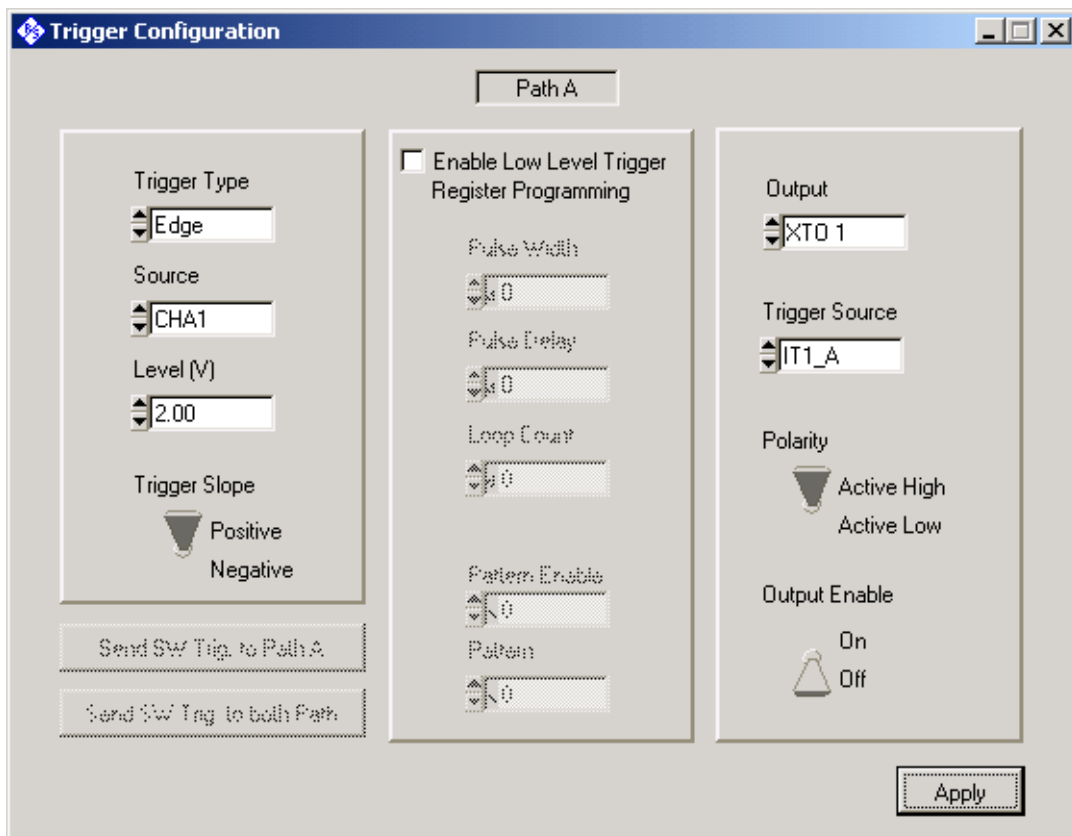 Trigger Configuration
Path A
Trigger Type
Edge
Source
CHA1
Level (V)
2.00
Trigger Slope
Positive
Negative
Send SW Trig. to Path A
Send SW Trig. to both Path
Enable Low Level Trigger
Register Programming
Pulse Width
x 0
Pulse Delay
x 0
Loop Count
x 0
Pattern Enable
x 0
Pattern
x 0
Output
XTO 1
Trigger Source
IT1_A
Polarity
Active High
Active Low
Output Enable
On
Off
Apply